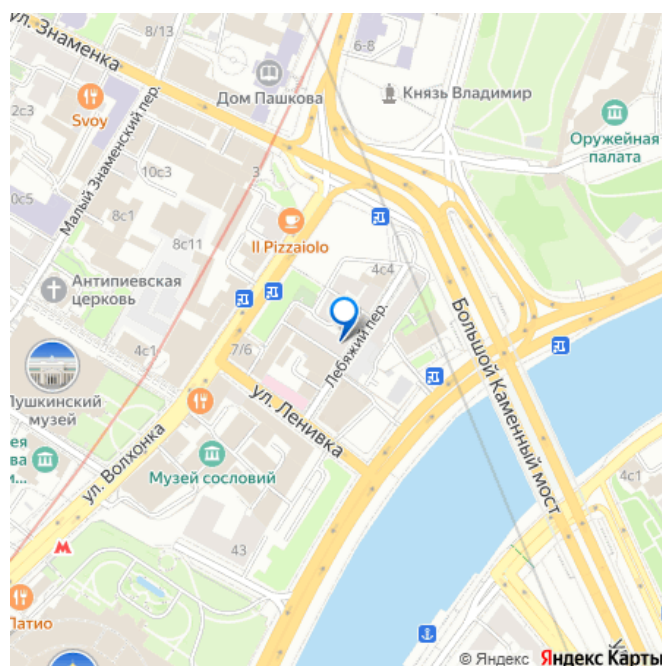 8/13
6-8
ул. Знаменка
Дом Пашкова
Князь Владимир
Svoy
2с3
Малый Знаменский пер.
Оружейная
палата
10с3
3
10с5
8с1
8с11
Il Pizzaiolo
4с4
Антипиевская
церковь
Лебяжий пер.
Большой Каменный мост
4с1
7/6
Пушкинский
музей
ул. Ленивка
ул. Волхонка
Музей сословий
4с1
43
Патио
© Яндекс Яндекс Карты